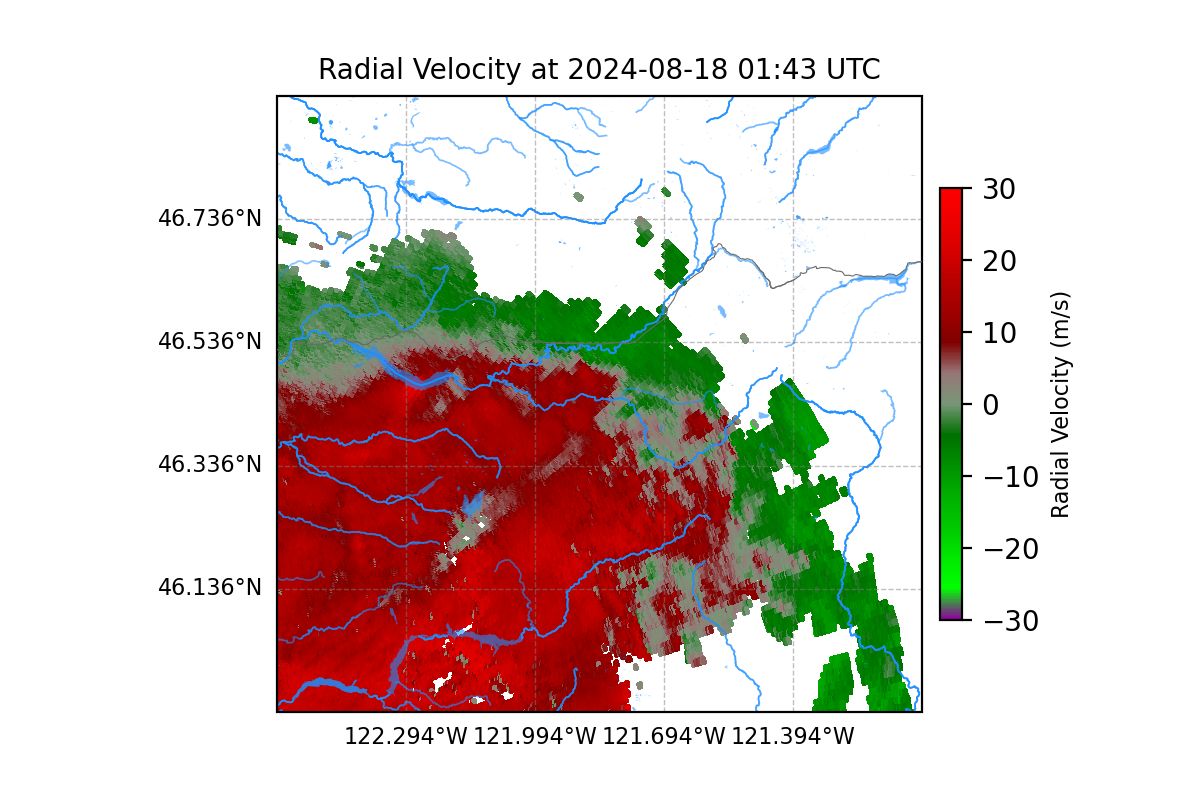 Radial Velocity at 2024-08-18 01:43 UTC
46.736°N
46.536°N
46.336°N
46.136°N
122.294°W 121.994°W 121.694°W 121.394°W
30
20
10
0
−10
−20
−30
Radial Velocity (m/s)